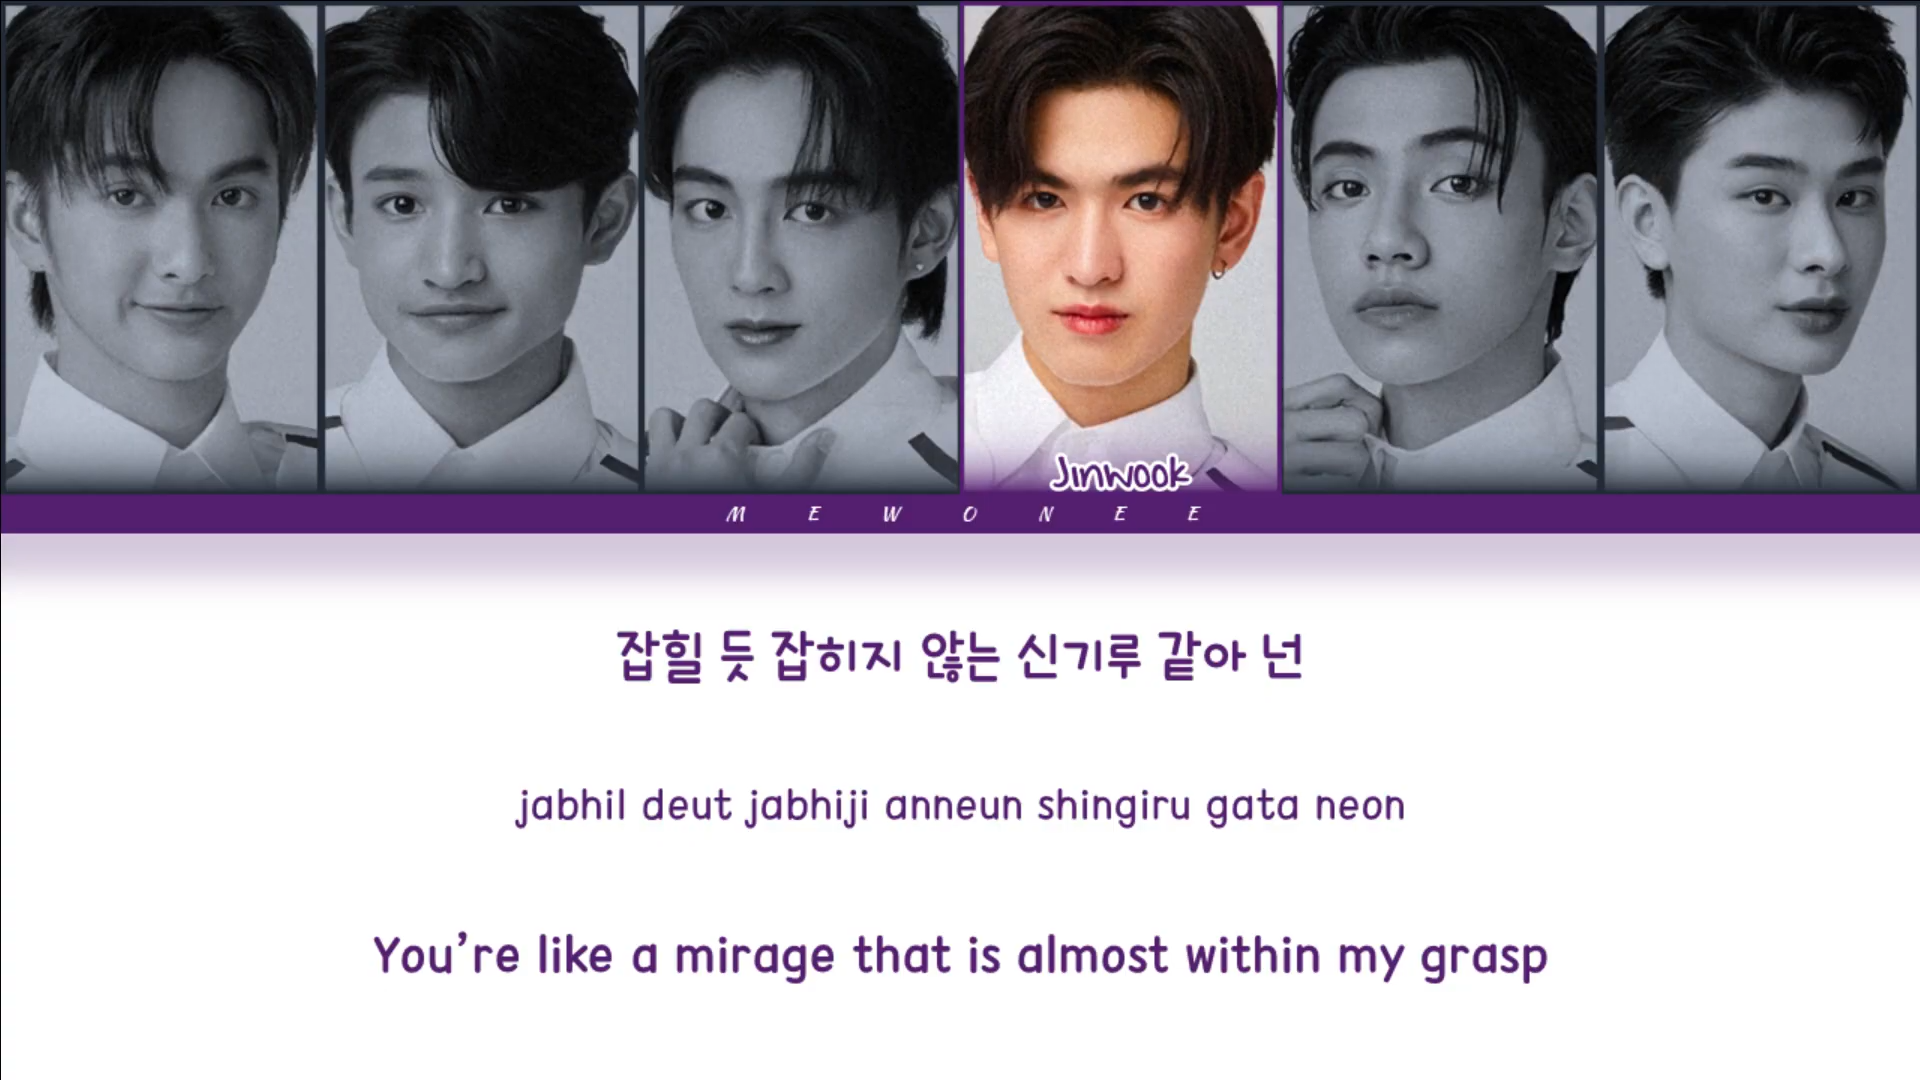 Jinwook
MEWONEE
잡힐 듯 잡히지 않는 신기루 같아 넌
jabhil deut jabhiji anneun shingiru gata neon
You're like a mirage that is almost within my grasp